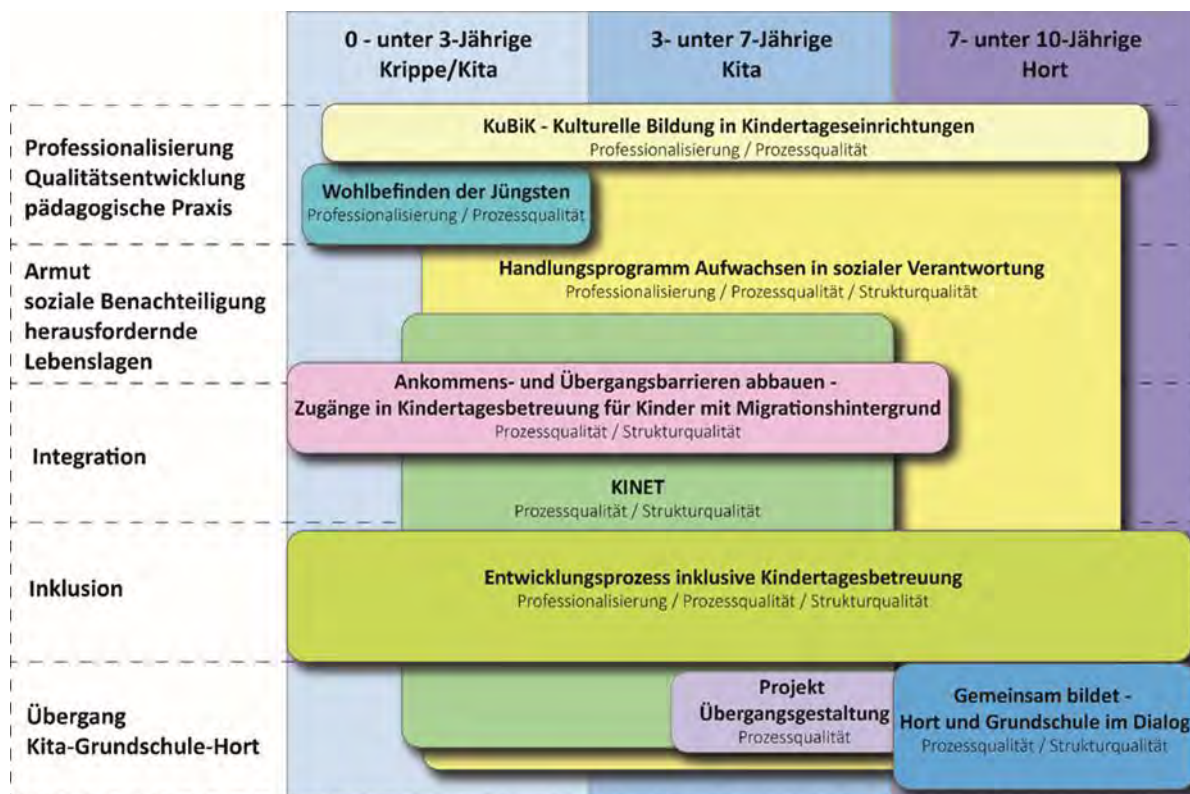 0 - unter 3-Jährige
Krippe/Kita
3- unter 7-Jährige
Kita
7- unter 10-Jährige
Hort
Professionalisierung
Qualitätsentwicklung
pädagogische Praxis
KuBiK - Kulturelle Bildung in Kindertageseinrichtungen
Professionalisierung / Prozessqualität
Wohlbefinden der Jüngsten
Professionalisierung / Prozessqualität
Armut
soziale Benachteiligung
herausfordernde
Lebenslagen
Handlungsprogramm Aufwachsen in sozialer Verantwortung
Professionalisierung / Prozessqualität / Strukturqualität
Ankommens- und Übergangsbarrieren abbauen -
Zugänge in Kindertagesbetreuung für Kinder mit Migrationshintergrund
Prozessqualität / Strukturqualität
Integration
KINET
Prozessqualität / Strukturqualität
Inklusion
Entwicklungsprozess inklusive Kindertagesbetreuung
Professionalisierung / Prozessqualität / Strukturqualität
Übergang
Kita-Grundschule-Hort
Projekt
Übergangsgestaltung
Prozessqualität
Gemeinsam bildet -
Hort und Grundschule im Dialog
Prozessqualität / Strukturqualität